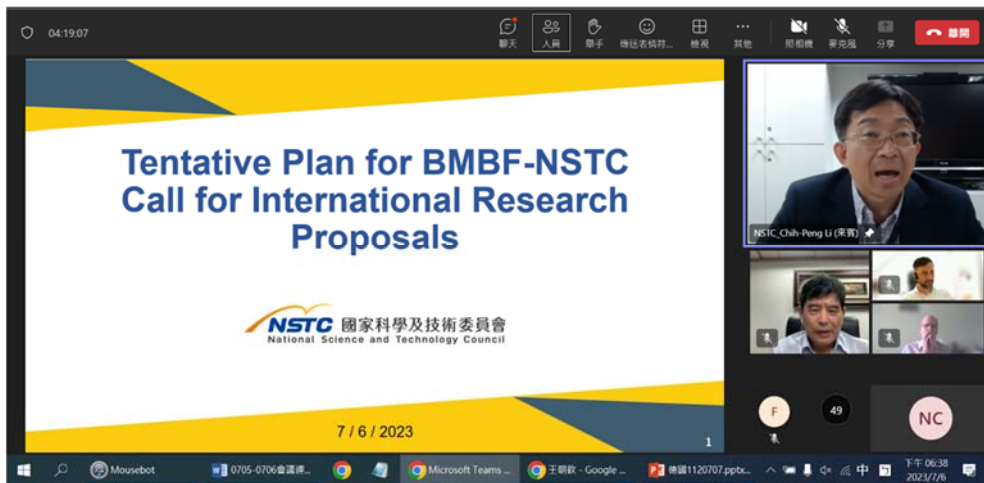 04:19:07
聊天
人員
舉手
傳送表情符...
檢視
其他
照相機
麥克風
分享
離開
Tentative Plan for BMBF-NSTC
Call for International Research
Proposals
NSTC 國家科學及技術委員會
National Science and Technology Council
7 / 6 / 2023
1
NSTC_Chih-Peng Li (來賓)
F
49
NC
Mousebot
0705-0706會議連...
Microsoft Teams ...
王朝欽 - Google ...
德國1120707.pptx...
中
下午 06:38
2023/7/6